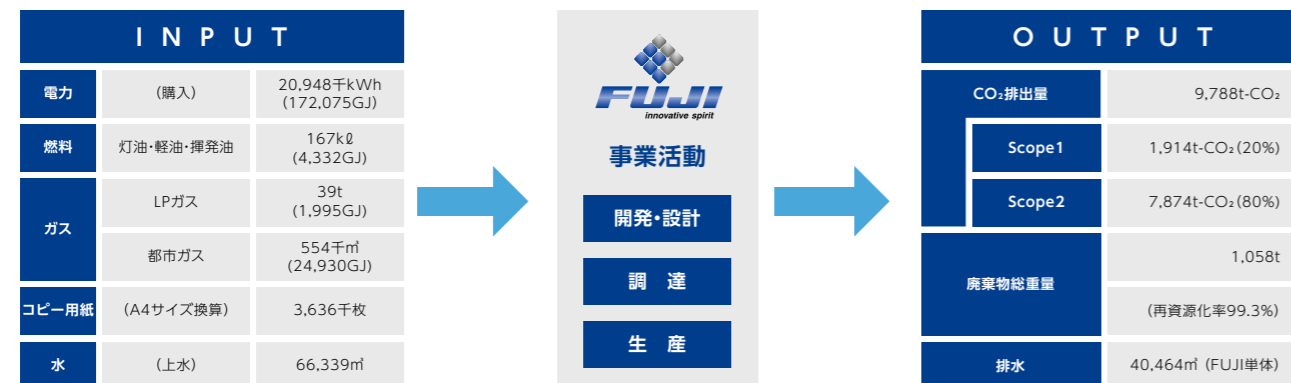 INPUT
電力
(購入)
20,948千kWh
(172,075GJ)
燃料
灯油・軽油・揮発油
167kℓ
(4,332GJ)
ガス
LPガス
39t
(1,995GJ)
都市ガス
554千㎥
(24,930GJ)
コピー用紙
(A4サイズ換算)
3,636千枚
水
(上水)
66,339㎥
FUJI
innovative spirit
事業活動
開発・設計
調 達
生 産
OUTPUT
CO₂排出量
9,788t-CO₂
Scope1
1,914t-CO₂(20%)
Scope2
7,874t-CO₂(80%)
廃棄物総重量
1,058t
(再資源化率99.3%)
排水
40,464㎥ (FUJI単体)